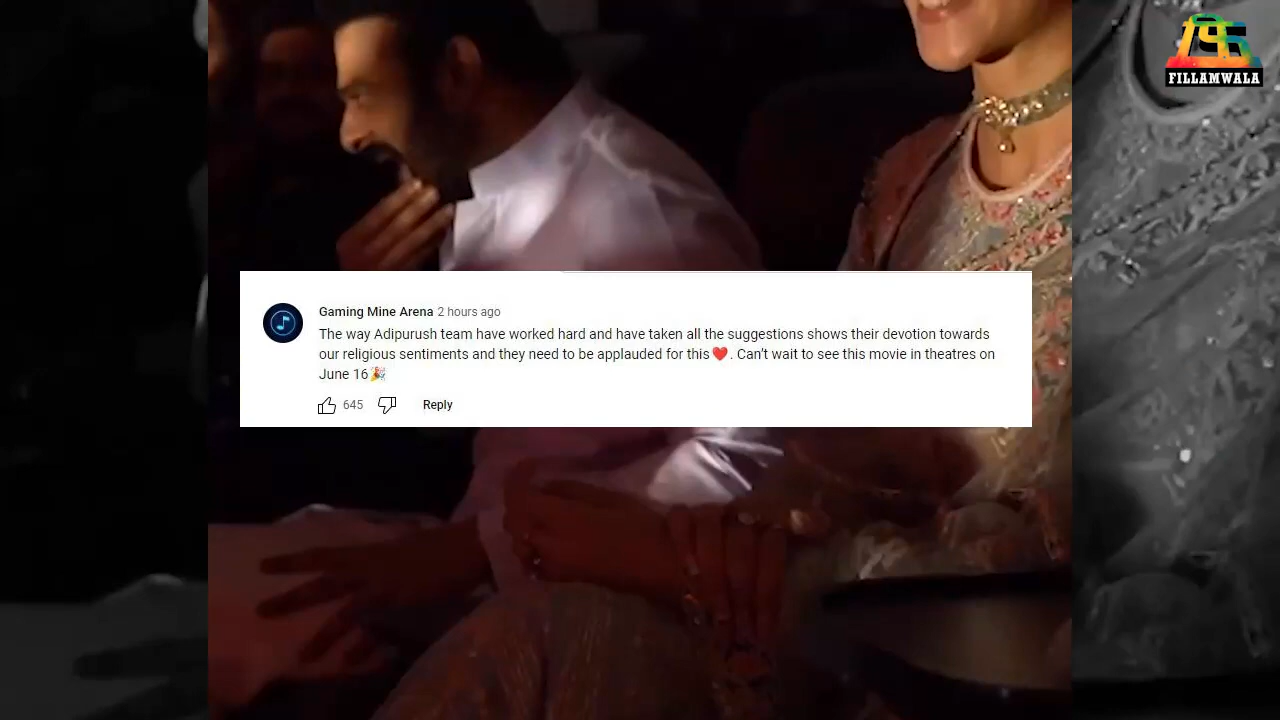 FILLAMWALA
Gaming Mine Arena 2 hours ago
The way Adipurush team have worked hard and have taken all the suggestions shows their devotion towards
our religious sentiments and they need to be applauded for this❤️. Can’t wait to see this movie in theatres on
June 16🎉
645 Reply